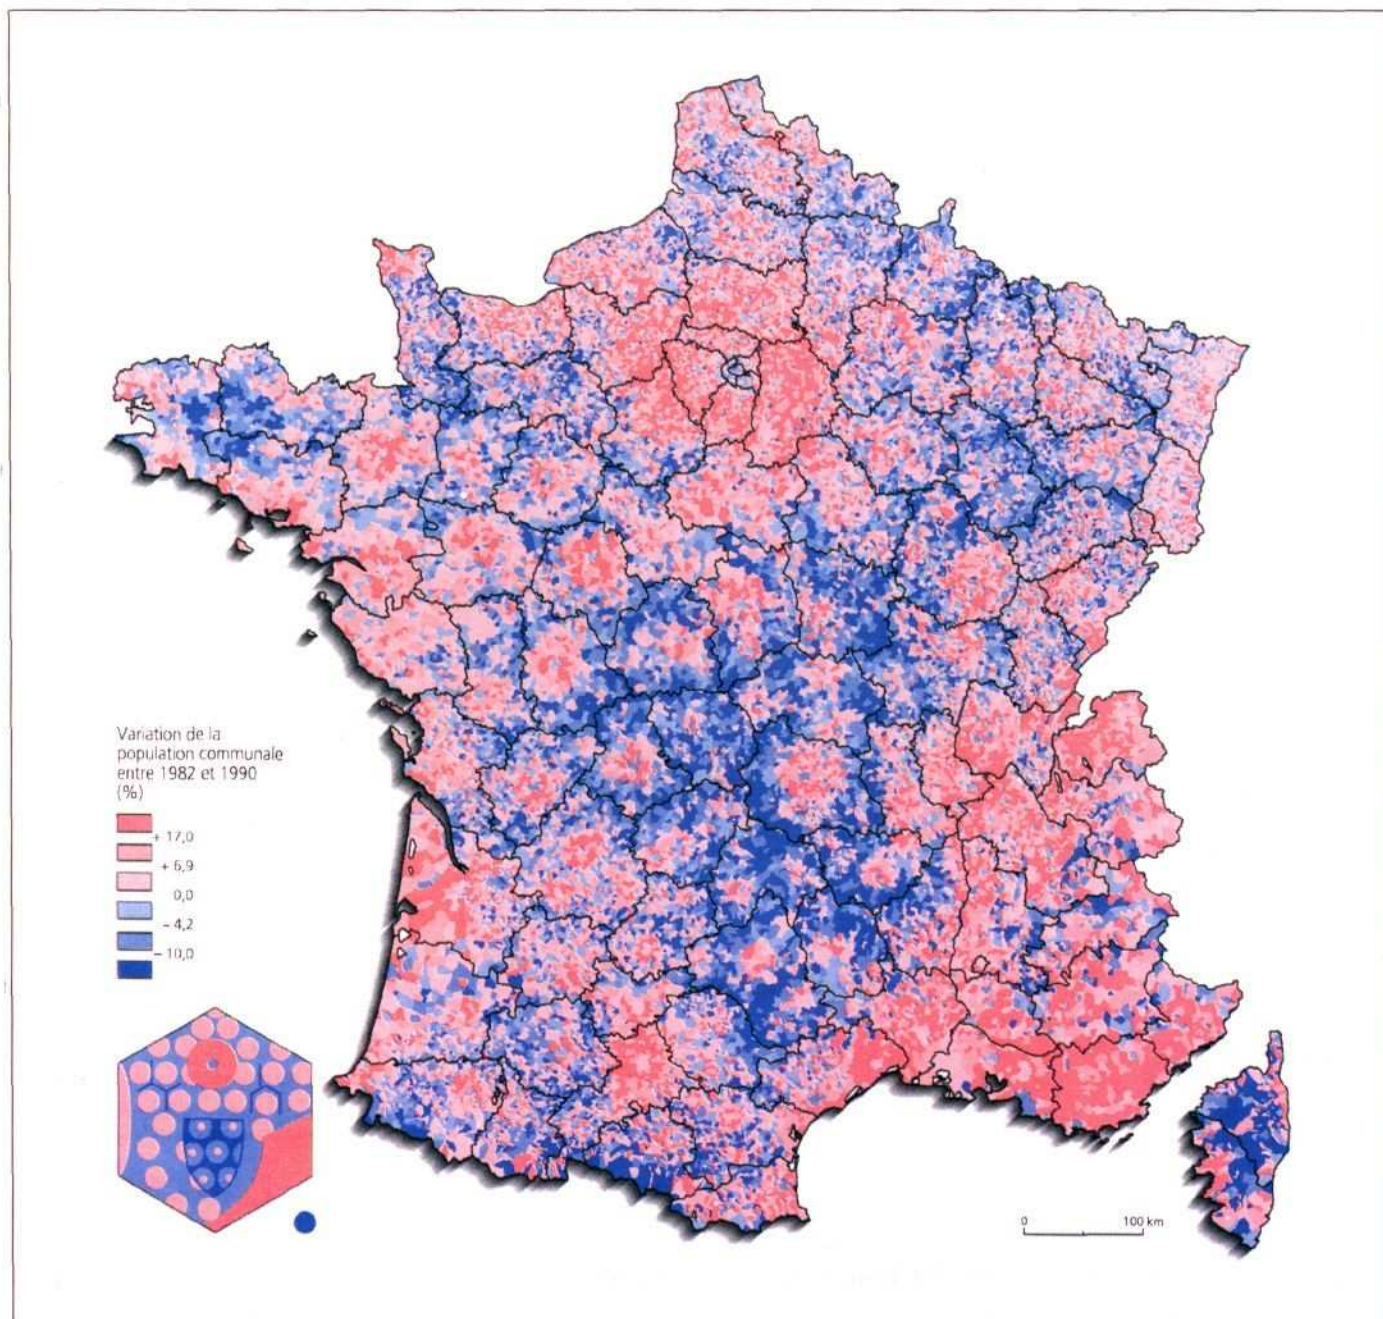 Variation de la
population communale
entre 1982 et 1990
(%)
+ 17,0
+ 6,9
0,0
– 4,2
– 10,0
0 100 km